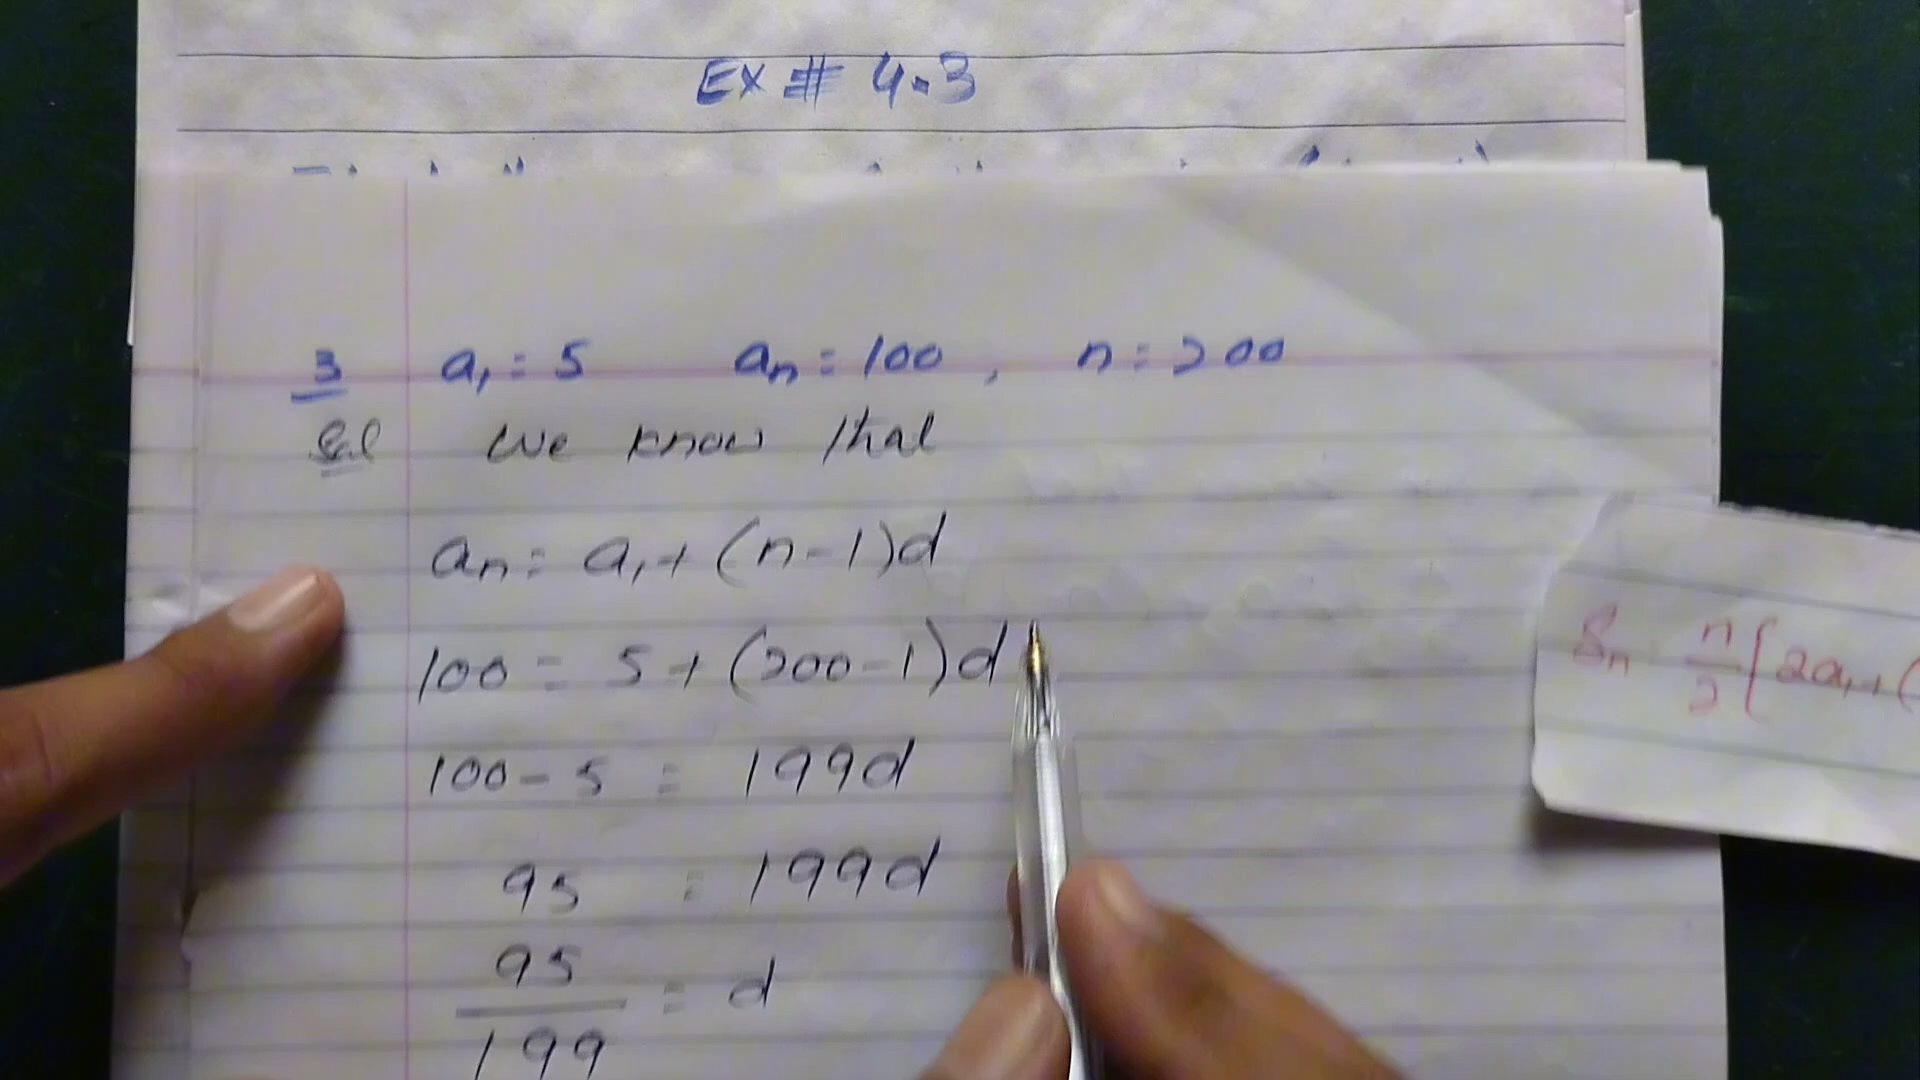 Ex # 4.3
3 a₁ = 5 aₙ = 100 , n = 200
Sol We know that
aₙ = a₁ + (n - 1)d
100 = 5 + (200 - 1)d
100 - 5 = 199d
95 = 199d
95/199 = d
Sₙ n/2 [2a₁ + (